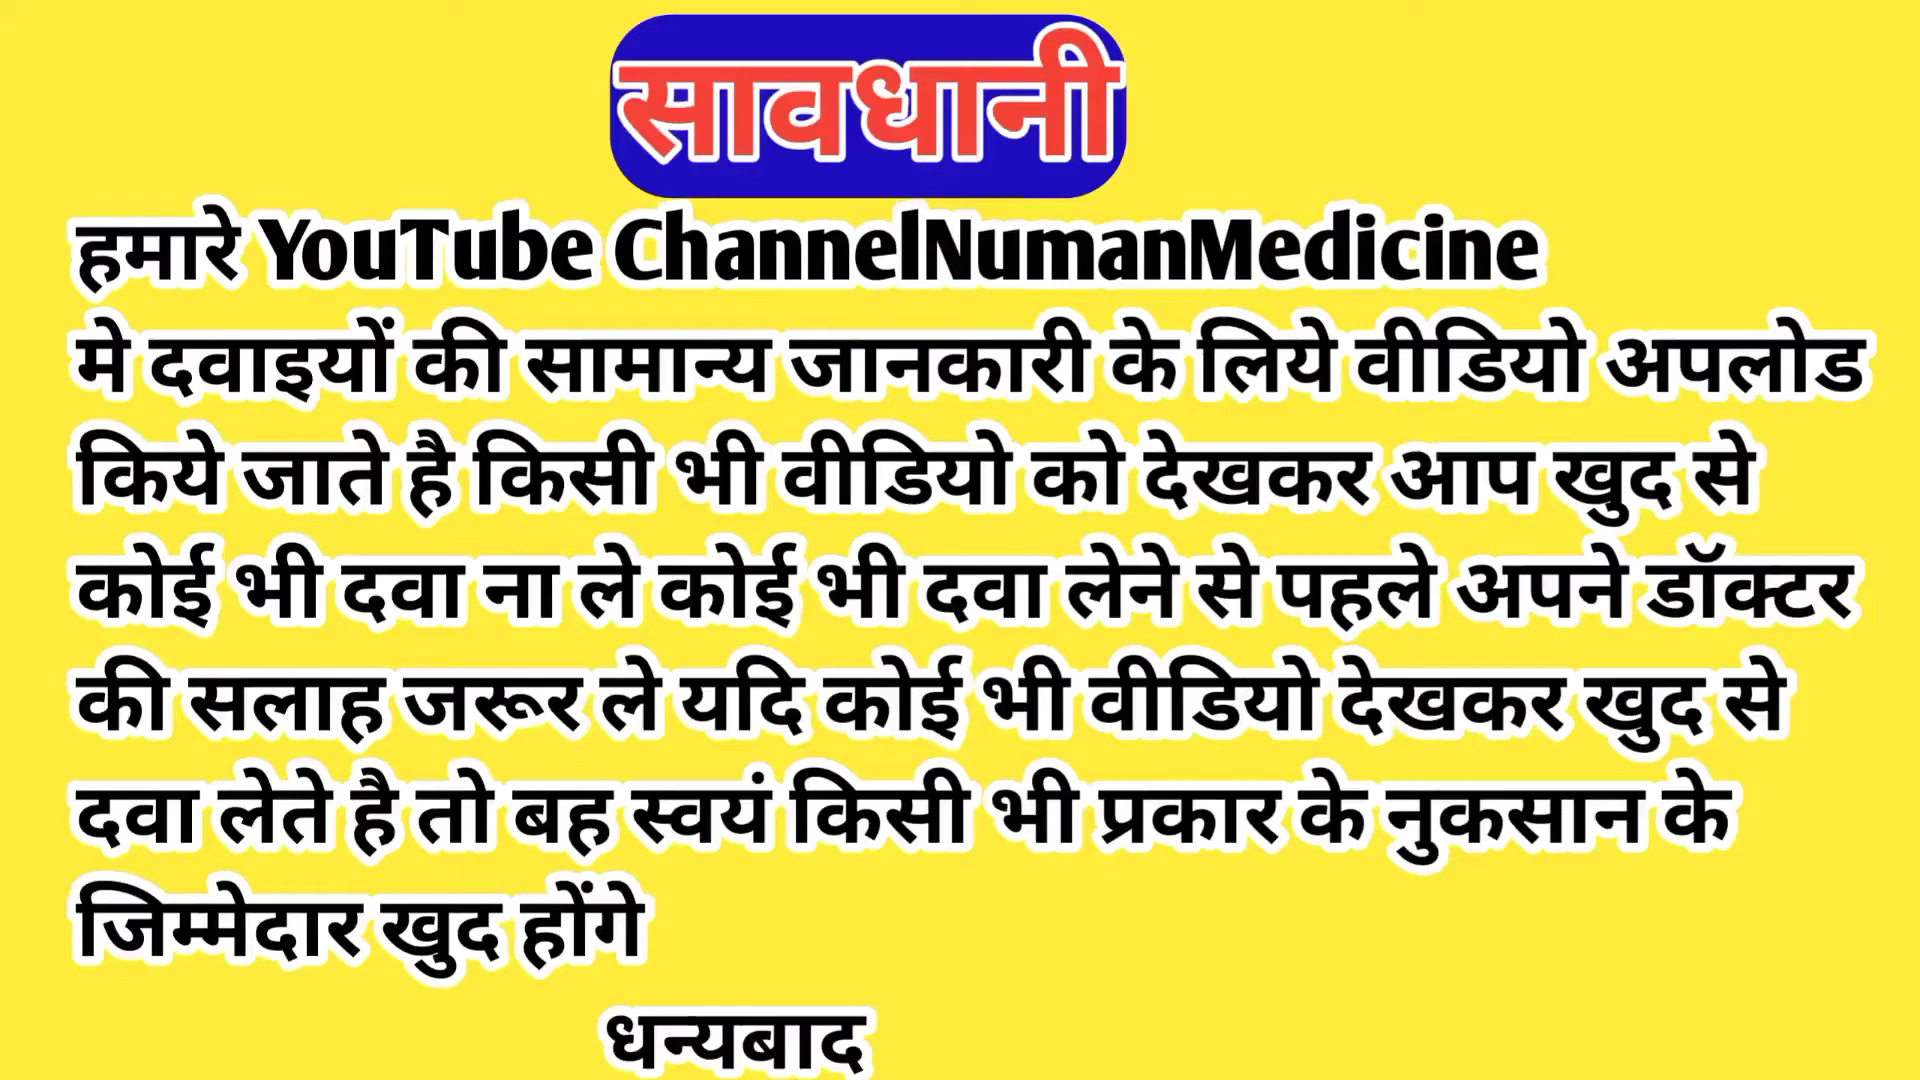 सावधानी
हमारे YouTube ChannelNumanMedicine
मे दवाइयों की सामान्य जानकारी के लिये वीडियो अपलोड
किये जाते है किसी भी वीडियो को देखकर आप खुद से
कोई भी दवा ना ले कोई भी दवा लेने से पहले अपने डॉक्टर
की सलाह जरूर ले यदि कोई भी वीडियो देखकर खुद से
दवा लेते है तो बह स्वयं किसी भी प्रकार के नुकसान के
जिम्मेदार खुद होंगे
धन्यबाद